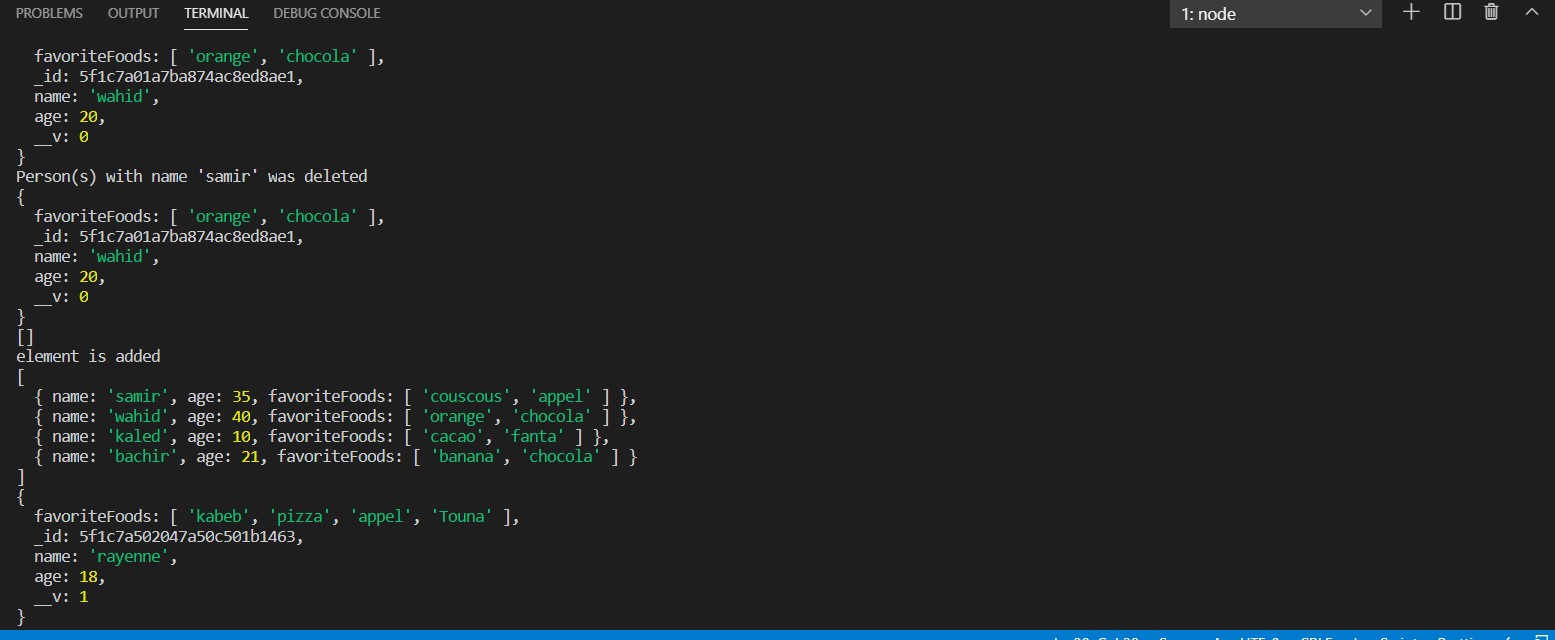 PROBLEMS OUTPUT TERMINAL DEBUG CONSOLE 1: node
favoriteFoods: [ 'orange', 'chocola' ],
_id: 5f1c7a01a7ba874ac8ed8ae1,
name: 'wahid',
age: 20,
__v: 0
}
Person(s) with name 'samir' was deleted
{
favoriteFoods: [ 'orange', 'chocola' ],
_id: 5f1c7a01a7ba874ac8ed8ae1,
name: 'wahid',
age: 20,
__v: 0
}
[]
element is added
[
{ name: 'samir', age: 35, favoriteFoods: [ 'couscous', 'appel' ] },
{ name: 'wahid', age: 40, favoriteFoods: [ 'orange', 'chocola' ] },
{ name: 'kaled', age: 10, favoriteFoods: [ 'cacao', 'fanta' ] },
{ name: 'bachir', age: 21, favoriteFoods: [ 'banana', 'chocola' ] }
]
{
favoriteFoods: [ 'kabeb', 'pizza', 'appel', 'Touna' ],
_id: 5f1c7a502047a50c501b1463,
name: 'rayenne',
age: 18,
__v: 1
}